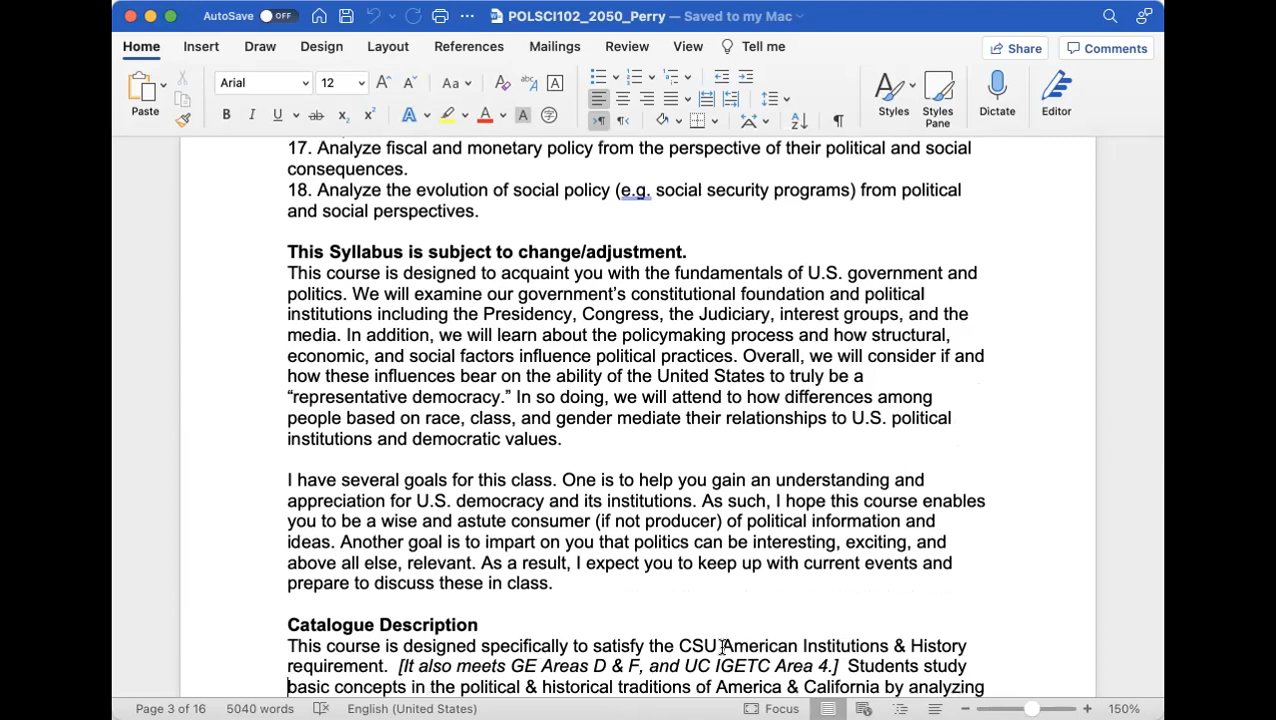 AutoSave OFF POLSCI102_2050_Perry — Saved to my Mac
Home Insert Draw Design Layout References Mailings Review View Tell me Share Comments
Paste Arial 12 Aa Styles Styles Pane Dictate Editor
17. Analyze fiscal and monetary policy from the perspective of their political and social
consequences.
18. Analyze the evolution of social policy (e.g. social security programs) from political
and social perspectives.
This Syllabus is subject to change/adjustment.
This course is designed to acquaint you with the fundamentals of U.S. government and
politics. We will examine our government’s constitutional foundation and political
institutions including the Presidency, Congress, the Judiciary, interest groups, and the
media. In addition, we will learn about the policymaking process and how structural,
economic, and social factors influence political practices. Overall, we will consider if and
how these influences bear on the ability of the United States to truly be a
“representative democracy.” In so doing, we will attend to how differences among
people based on race, class, and gender mediate their relationships to U.S. political
institutions and democratic values.
I have several goals for this class. One is to help you gain an understanding and
appreciation for U.S. democracy and its institutions. As such, I hope this course enables
you to be a wise and astute consumer (if not producer) of political information and
ideas. Another goal is to impart on you that politics can be interesting, exciting, and
above all else, relevant. As a result, I expect you to keep up with current events and
prepare to discuss these in class.
Catalogue Description
This course is designed specifically to satisfy the CSU American Institutions & History
requirement. [It also meets GE Areas D & F, and UC IGETC Area 4.] Students study
basic concepts in the political & historical traditions of America & California by analyzing
Page 3 of 16 5040 words English (United States) Focus 150%